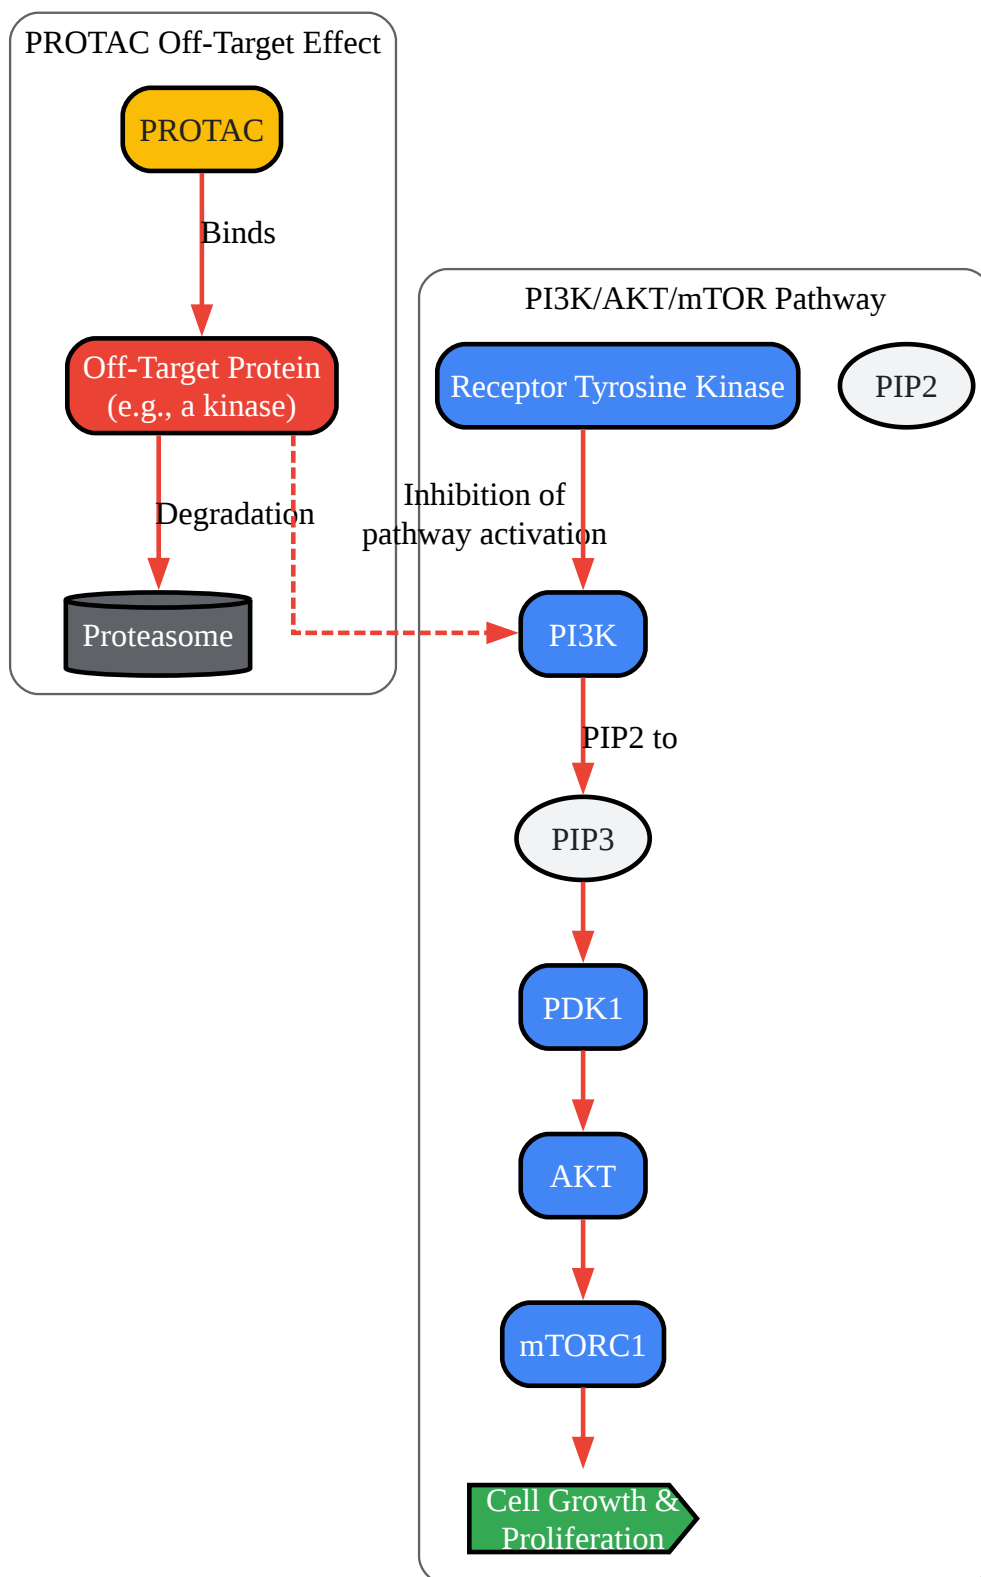 PROTAC Off-Target Effect
PROTAC
Binds
Off-Target Protein
(e.g., a kinase)
Degradation
Proteasome
PI3K/AKT/mTOR Pathway
Receptor Tyrosine Kinase
PIP2
Inhibition of
pathway activation
PI3K
PIP2 to
PIP3
PDK1
AKT
mTORC1
Cell Growth &
Proliferation